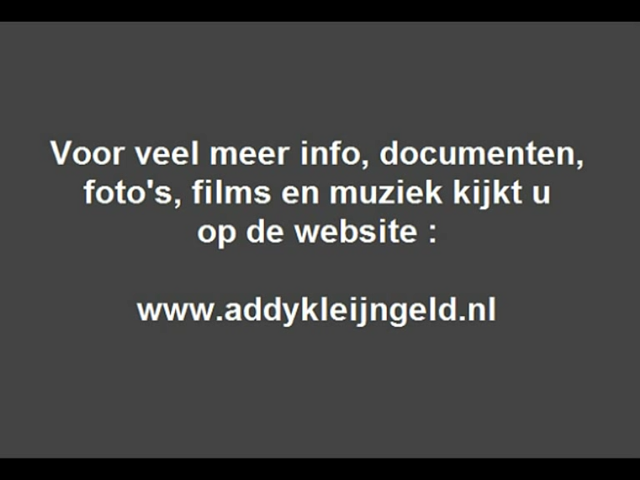 Voor veel meer info, documenten,
foto's, films en muziek kijkt u
op de website :
www.addykleijngeld.nl